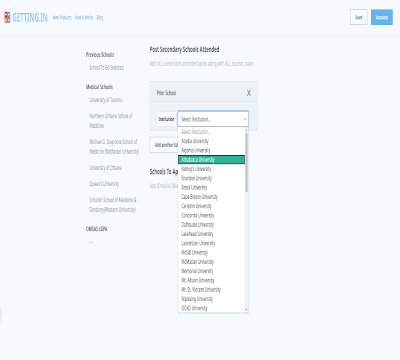 GETTING.IN
New Features How It Works Blog
Save
Account
Previous Schools
School To Be Selected
Medical Schools
University of Toronto
Northern Ontario School of
Medicine
Michael G. Degroote School of
Medicine (McMaster University)
University of Ottawa
Queen's University
Schulich School of Medicine &
Dentistry(Western University)
OMSAS cGPA
---
Post Secondary Schools Attended
Add ALL universities attended below along with ALL courses taken
Prior School X
Institution Select Institution...
Select Institution...
Acadia University
Algoma University
Athabasca University
Bishop's University
Brandon University
Brock University
Cape Breton University
Carleton University
Concordia University
Dalhousie University
Lakehead University
Laurentian University
McGill University
McMaster University
Memorial University
Mt. Allison University
Mt. St. Vincent University
Nipissing University
OCAD University
Add another Sch
Schools To Ap
Add (Ontario) Me